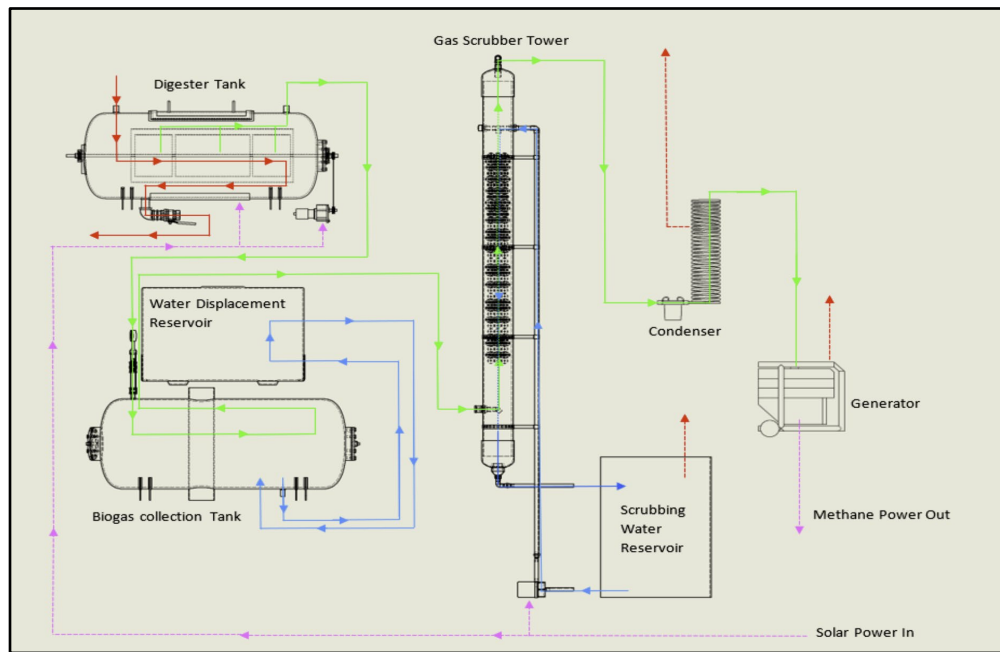 Gas Scrubber Tower
Digester Tank
Water Displacement
Reservoir
Condenser
Generator
Biogas collection Tank
Scrubbing
Water
Reservoir
Methane Power Out
Solar Power In